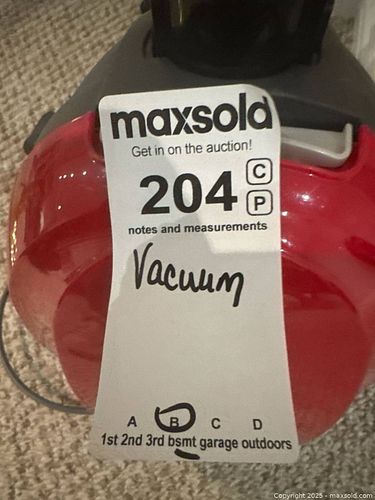 maxsold
Get in on the auction!
204 C
P
notes and measurements
Vacuum
A B C D
1st 2nd 3rd bsmt garage outdoors
Copyright 2025 - maxsold.com